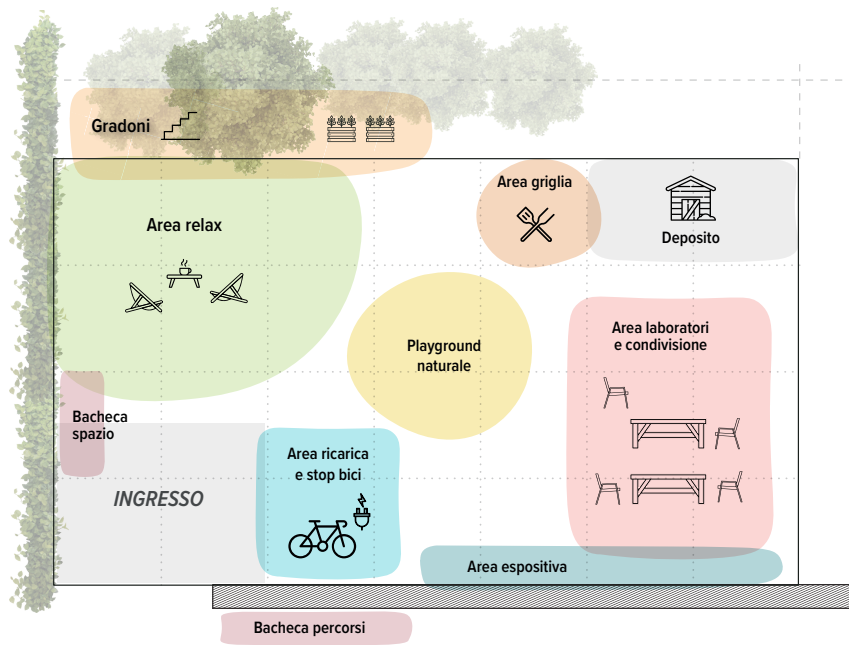 Gradoni
Area griglia
Area relax
Deposito
Area laboratori
e condivisione
Playground
naturale
Bacheca
spazio
Area ricarica
e stop bici
INGRESSO
Area espositiva
Bacheca percorsi